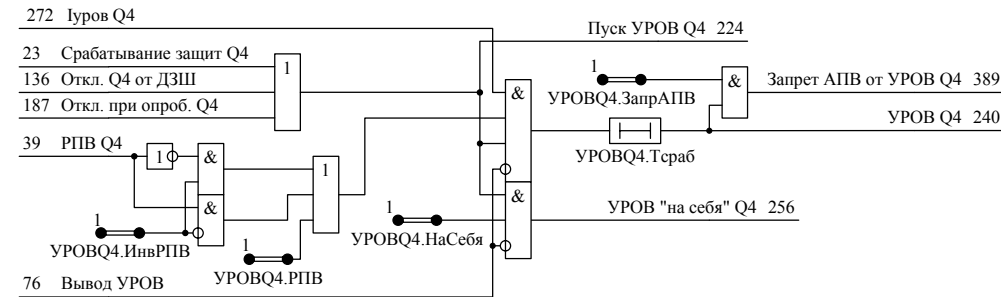 272 Iуров Q4
Пуск УРОВ Q4 224
23 Срабатывание защит Q4
1
1
&
Запрет АПВ от УРОВ Q4 389
136 Откл. Q4 от ДЗШ
&
УРОВQ4.ЗапрАПВ
187 Откл. при опроб. Q4
УРОВ Q4 240
39 РПВ Q4
1
&
1
УРОВQ4.Тсраб
&
1
&
1
УРОВ "на себя" Q4 256
УРОВQ4.НаСебя
УРОВQ4.ИнвРПВ
1
УРОВQ4.РПВ
76 Вывод УРОВ